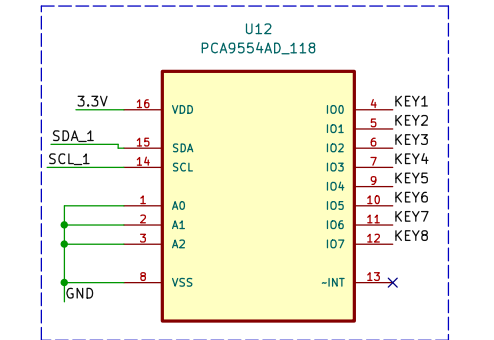 U12
PCA9554AD_118
3.3V 16 VDD IO0 4 KEY1
IO1 5 KEY2
SDA_1 15 SDA IO2 6 KEY3
SCL_1 14 SCL IO3 7 KEY4
IO4 9 KEY5
1 A0 IO5 10 KEY6
2 A1 IO6 11 KEY7
3 A2 IO7 12 KEY8
8 VSS ~INT 13
GND